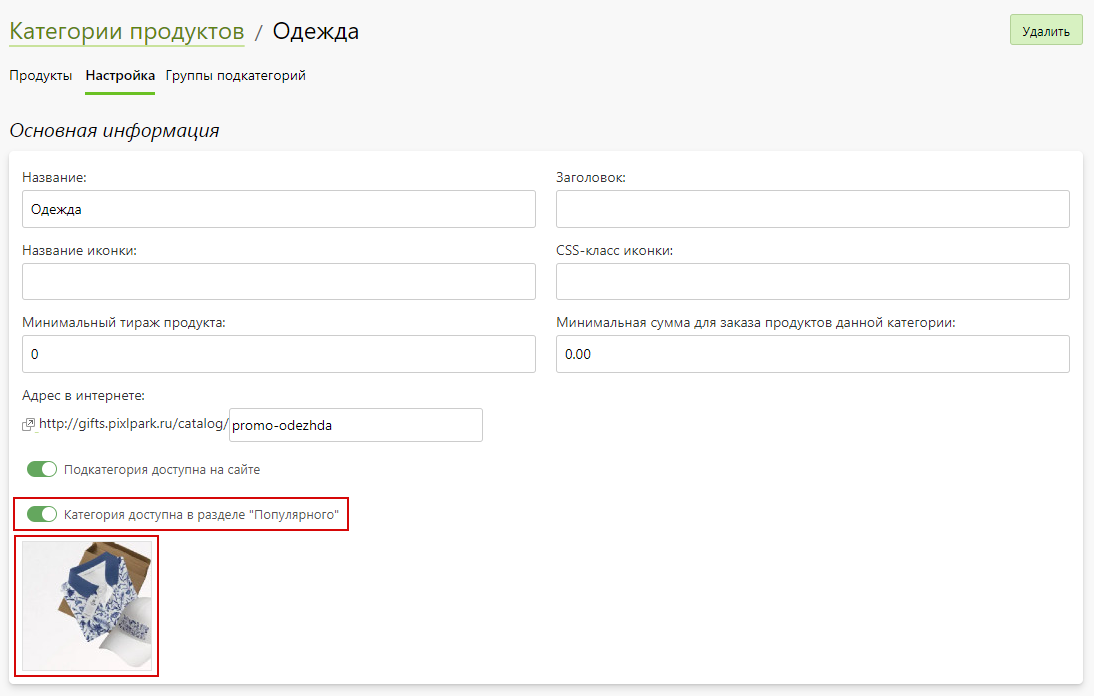 Категории продуктов / Одежда
Удалить
Продукты Настройка Группы подкатегорий
Основная информация
Название: Заголовок:
Одежда
Название иконки: CSS-класс иконки:
Минимальный тираж продукта: Минимальная сумма для заказа продуктов данной категории:
0 0.00
Адрес в интернете:
http://gifts.pixlpark.ru/catalog/ promo-odezhda
Подкатегория доступна на сайте
Категория доступна в разделе "Популярного"